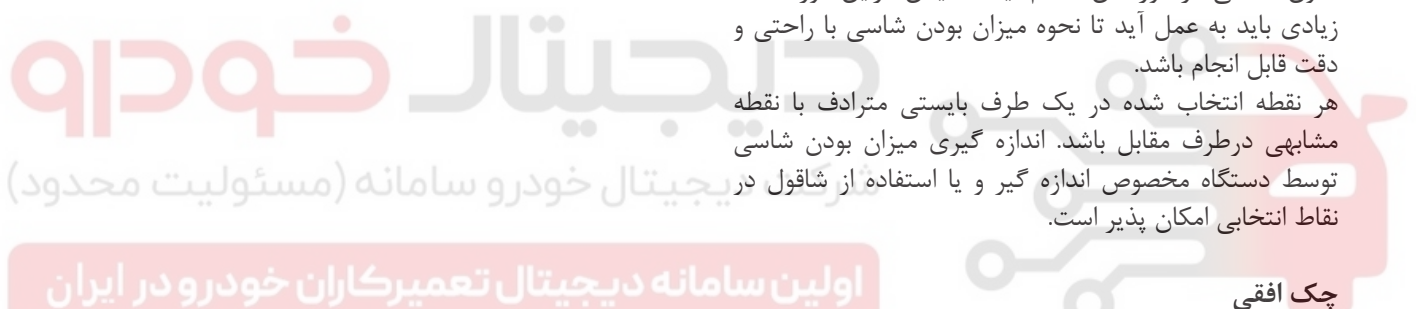 زیادی باید به عمل آید تا نحوه میزان بودن شاسی با راحتی و
دقت قابل انجام باشد.
هر نقطه انتخاب شده در یک طرف بایستی مترادف با نقطه
مشابهی درطرف مقابل باشد. اندازه گیری میزان بودن شاسی
توسط دستگاه مخصوص اندازه گیر و یا استفاده از شاقول در
نقاط انتخابی امکان پذیر است.
چک افقی
دیجیتال خودرو
شرکت دیجیتال خودرو سامانه (مسئولیت محدود)
اولین سامانه دیجیتال تعمیرکاران خودرو در ایران